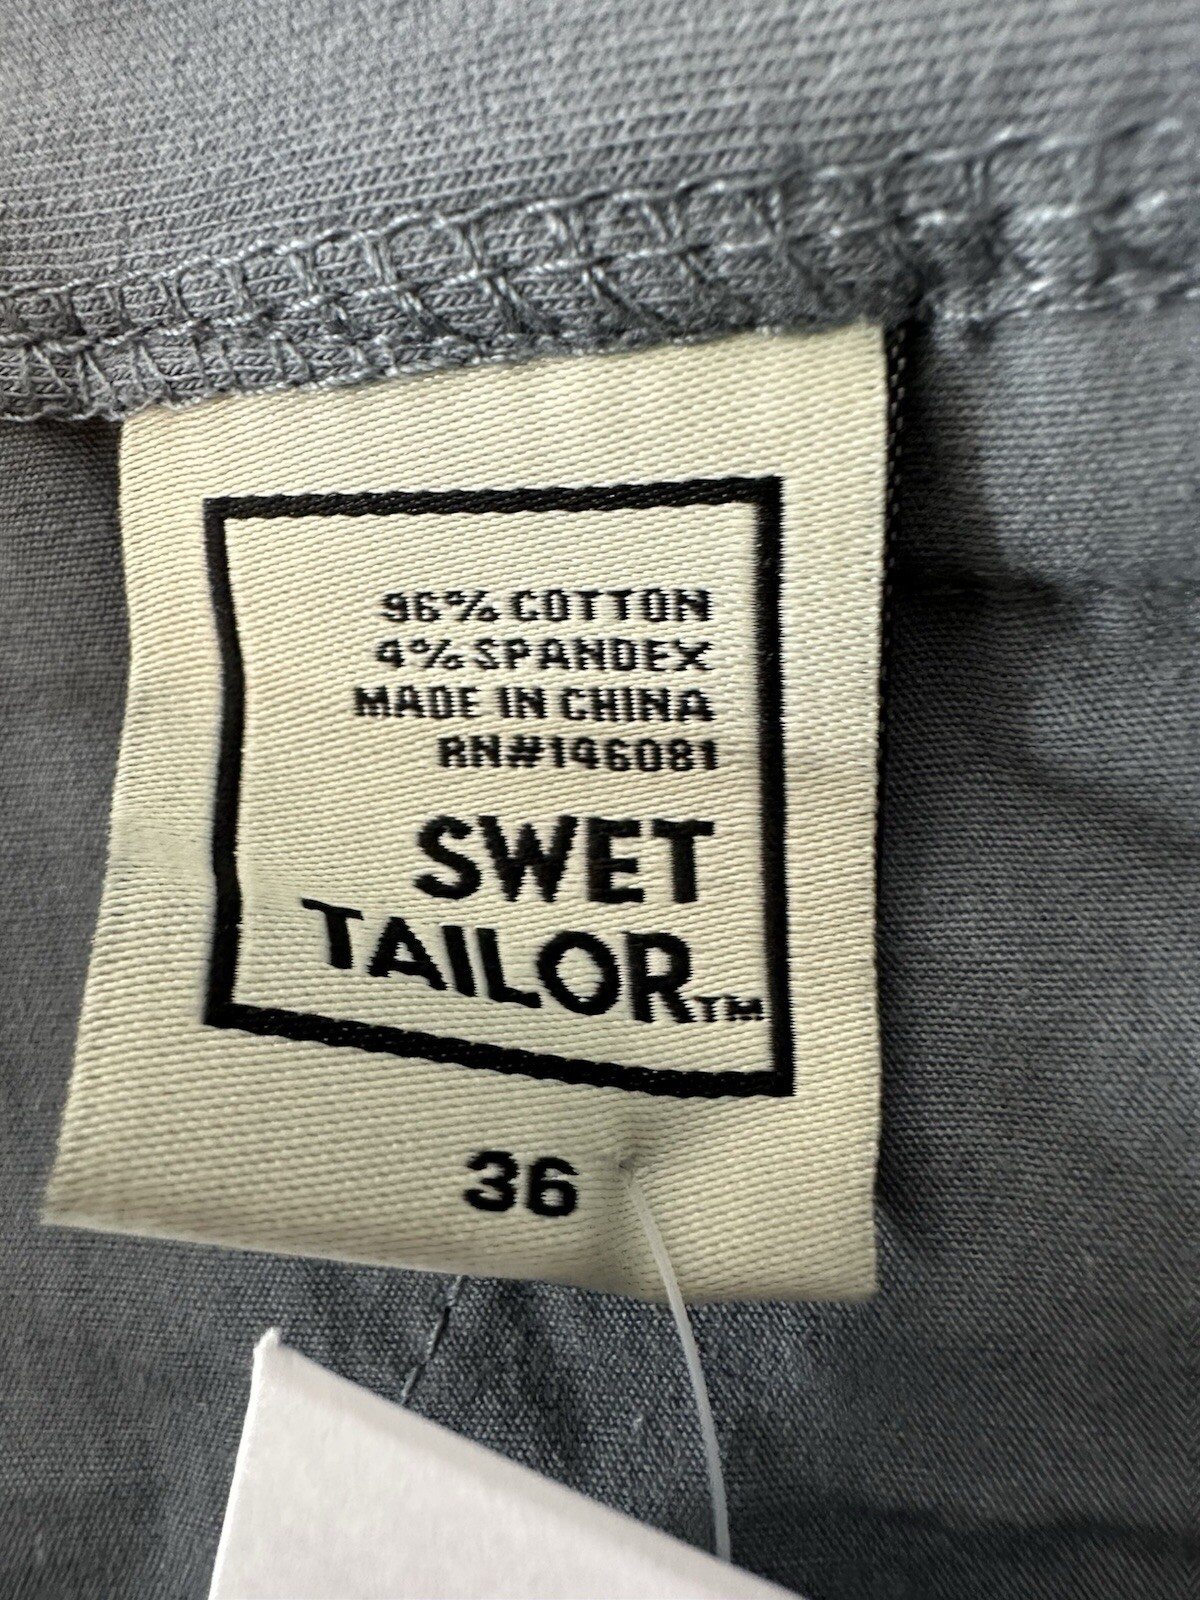 96% COTTON
4% SPANDEX
MADE IN CHINA
RN#146081
SWET
TAILOR™
36